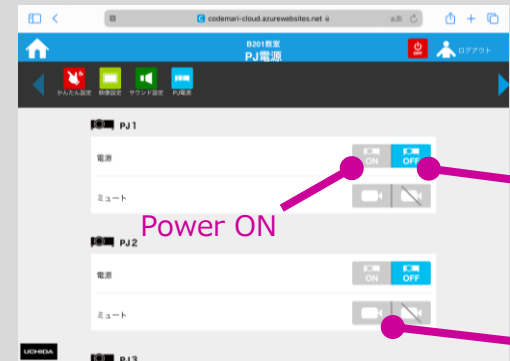 codemari-cloud.azurewebsites.net
ああ
B201教室
PJ電源
OFF
ログアウト
かんたん設定 映像設定 サウンド設定 PJ電源
PJ1
電源
ON OFF
ミュート
Power ON
PJ2
電源
ON OFF
ミュート
UCHIDA
PJ3